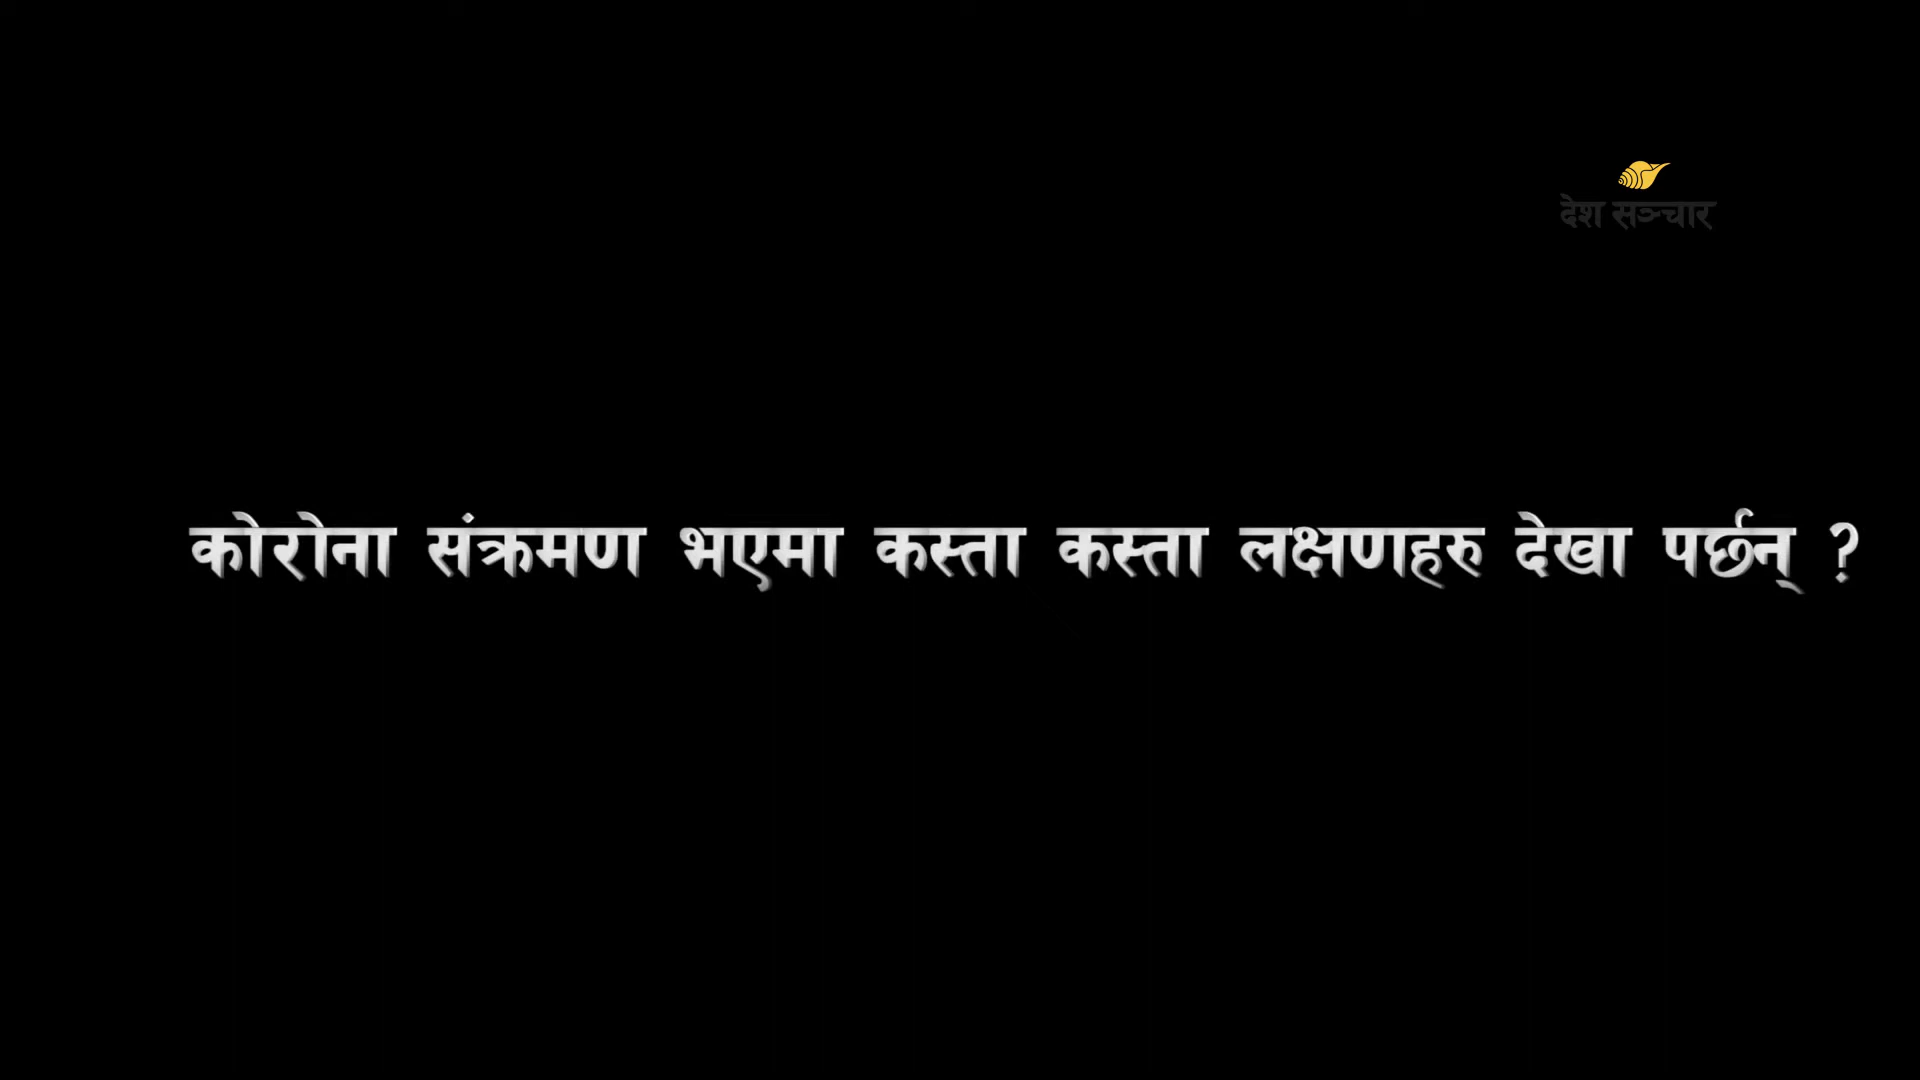 देश सञ्चार
कोरोना संक्रमण भएमा कस्ता कस्ता लक्षणहरु देखा पर्छन् ?